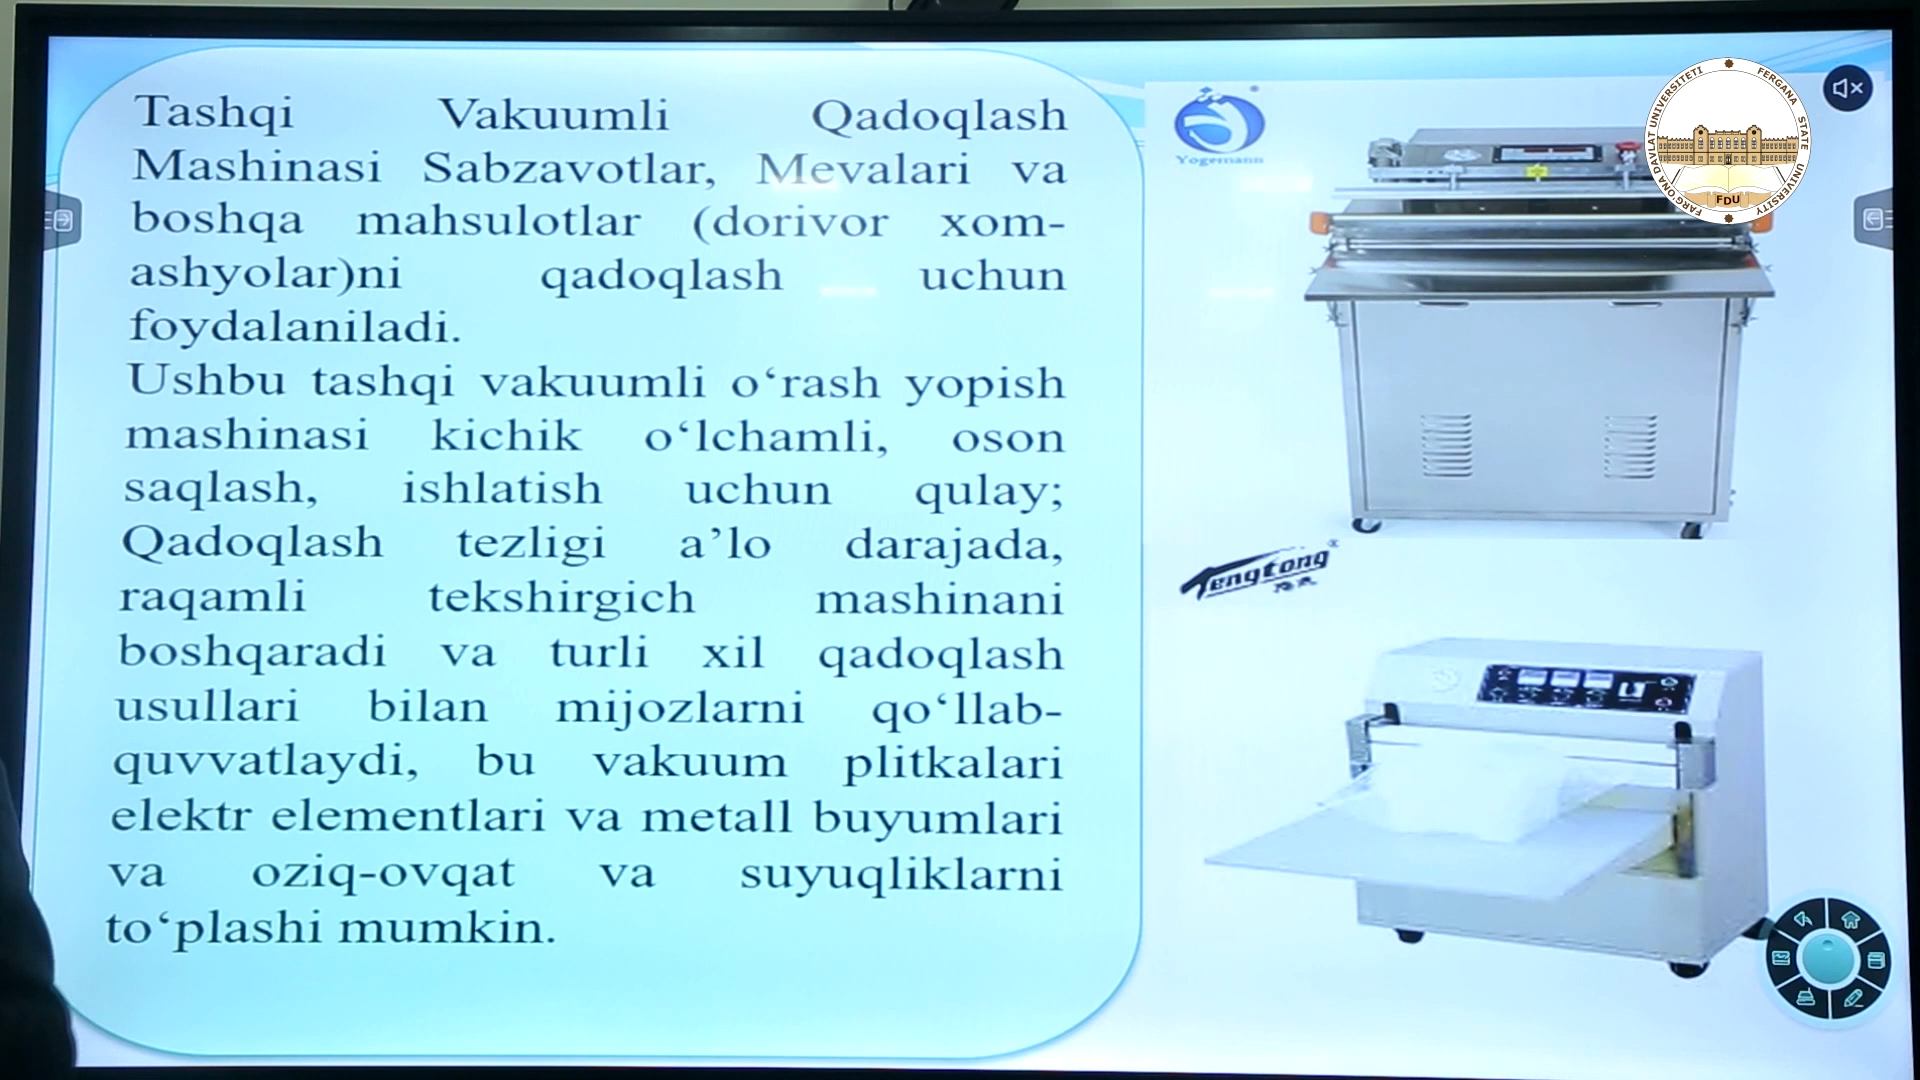 Tashqi Vakuumli Qadoqlash
Mashinasi Sabzavotlar, Mevalari va
boshqa mahsulotlar (dorivor xom-
ashyolar)ni qadoqlash uchun
foydalaniladi.
Ushbu tashqi vakuumli o‘rash yopish
mashinasi kichik o‘lchamli, oson
saqlash, ishlatish uchun qulay;
Qadoqlash tezligi a’lo darajada,
raqamli tekshirgich mashinani
boshqaradi va turli xil qadoqlash
usullari bilan mijozlarni qo‘llab-
quvvatlaydi, bu vakuum plitkalari
elektr elementlari va metall buyumlari
va oziq-ovqat va suyuqliklarni
to‘plashi mumkin.
Yogemann
Tengtong
FARG'ONA DAVLAT UNIVERSITETI
FERGANA STATE UNIVERSITY
FDU